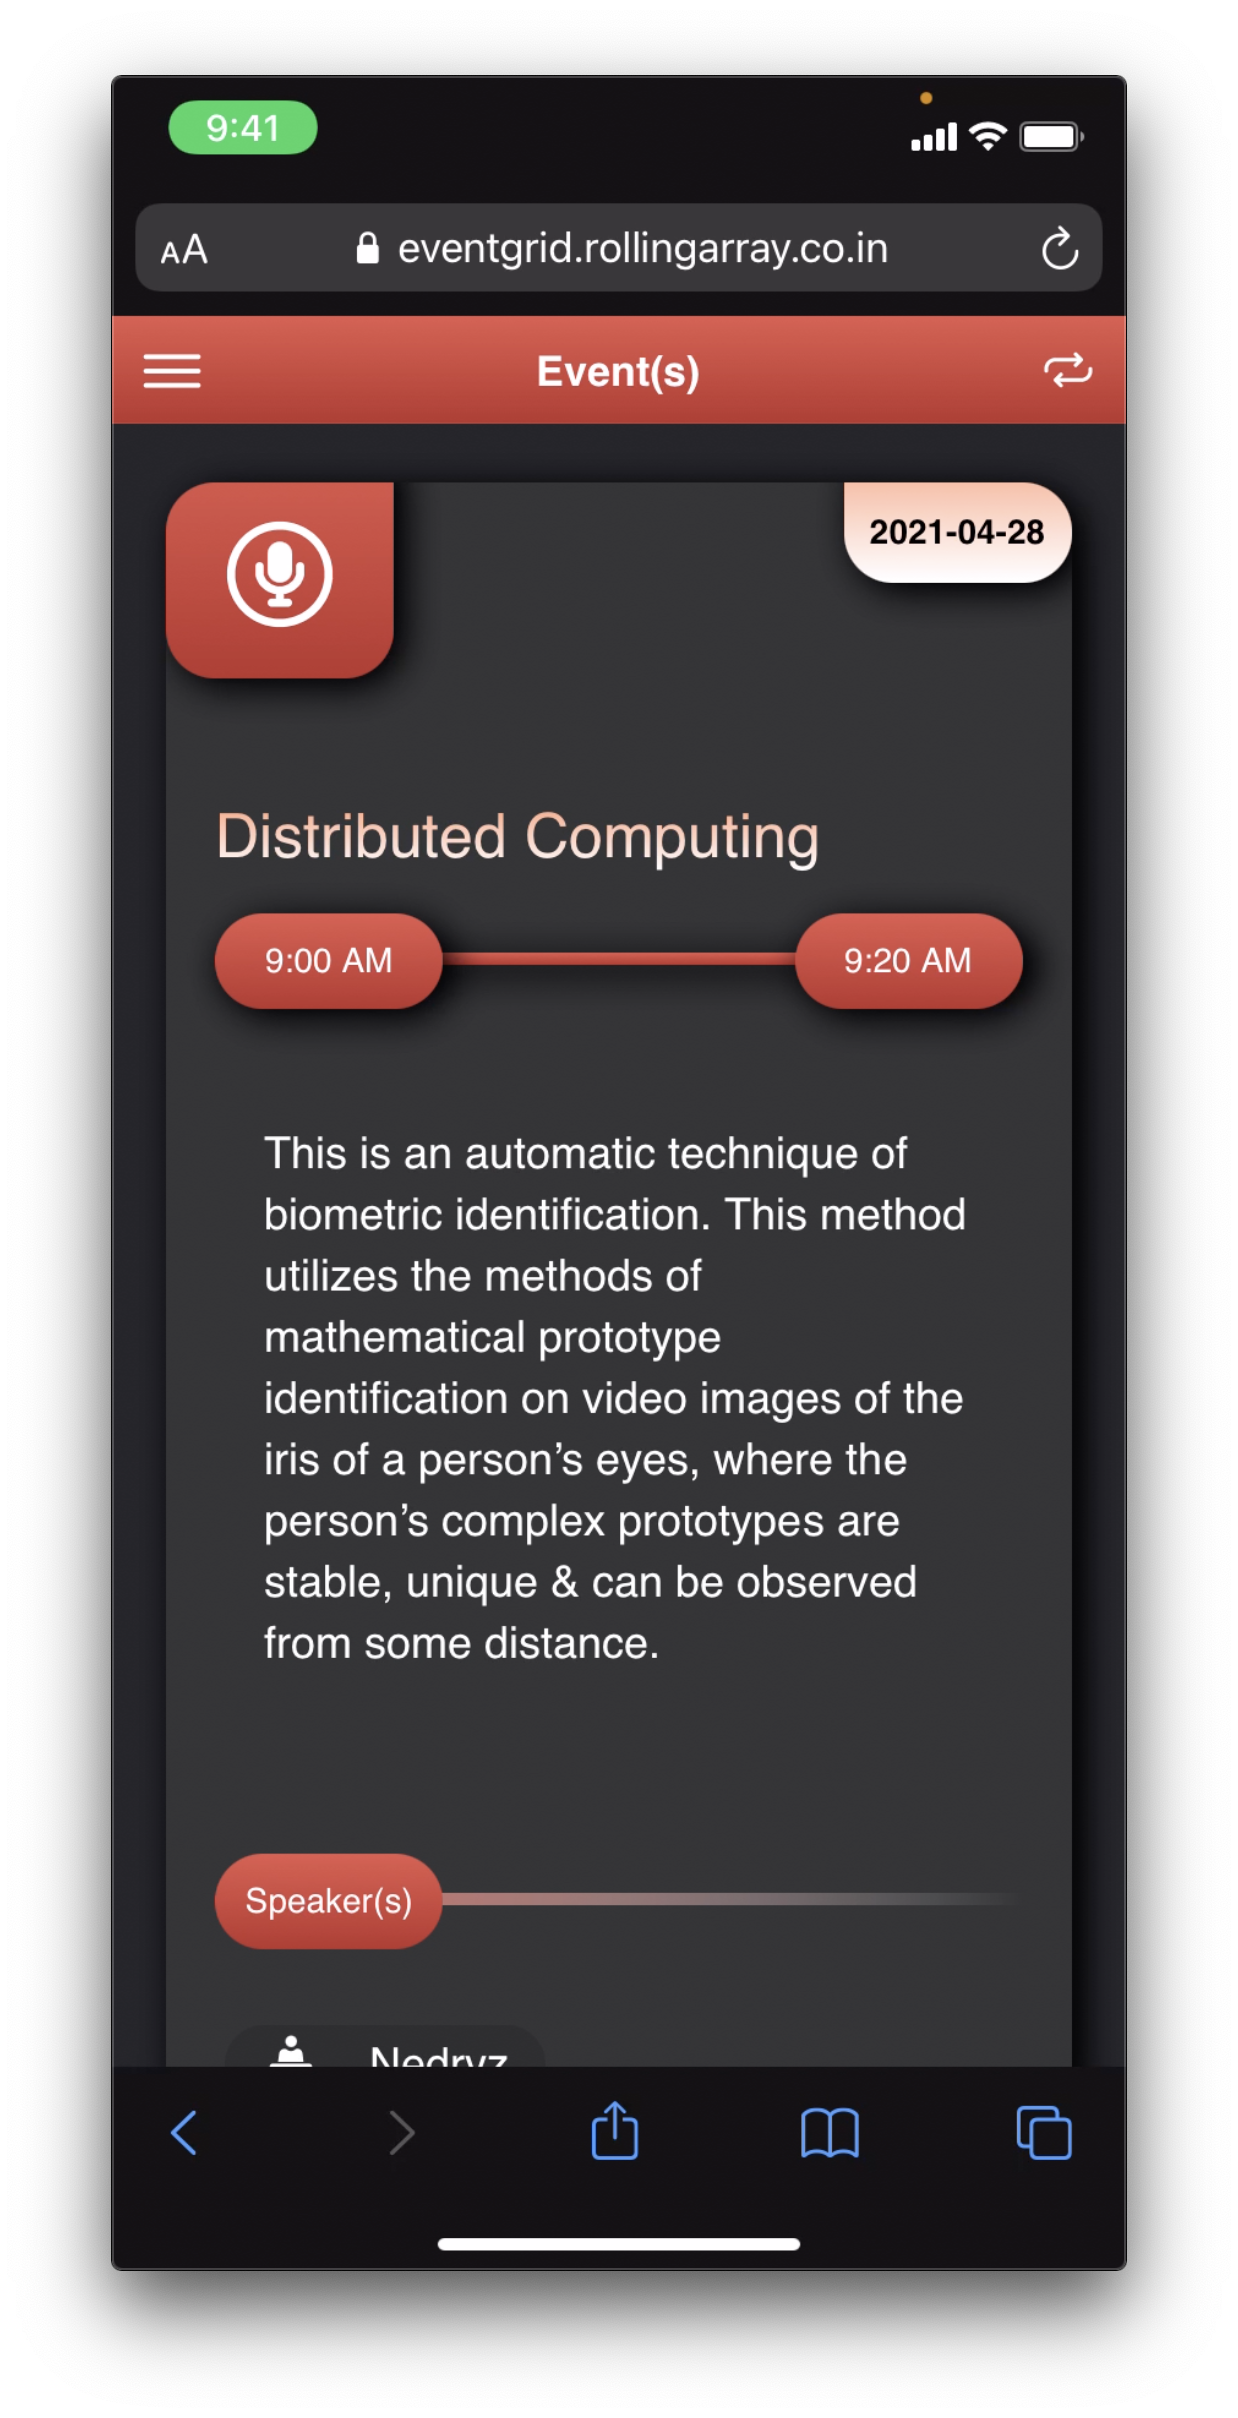 9:41
AA
eventgrid.rollingarray.co.in
Event(s)
2021-04-28
Distributed Computing
9:00 AM
9:20 AM
This is an automatic technique of
biometric identification. This method
utilizes the methods of
mathematical prototype
identification on video images of the
iris of a person’s eyes, where the
person’s complex prototypes are
stable, unique & can be observed
from some distance.
Speaker(s)